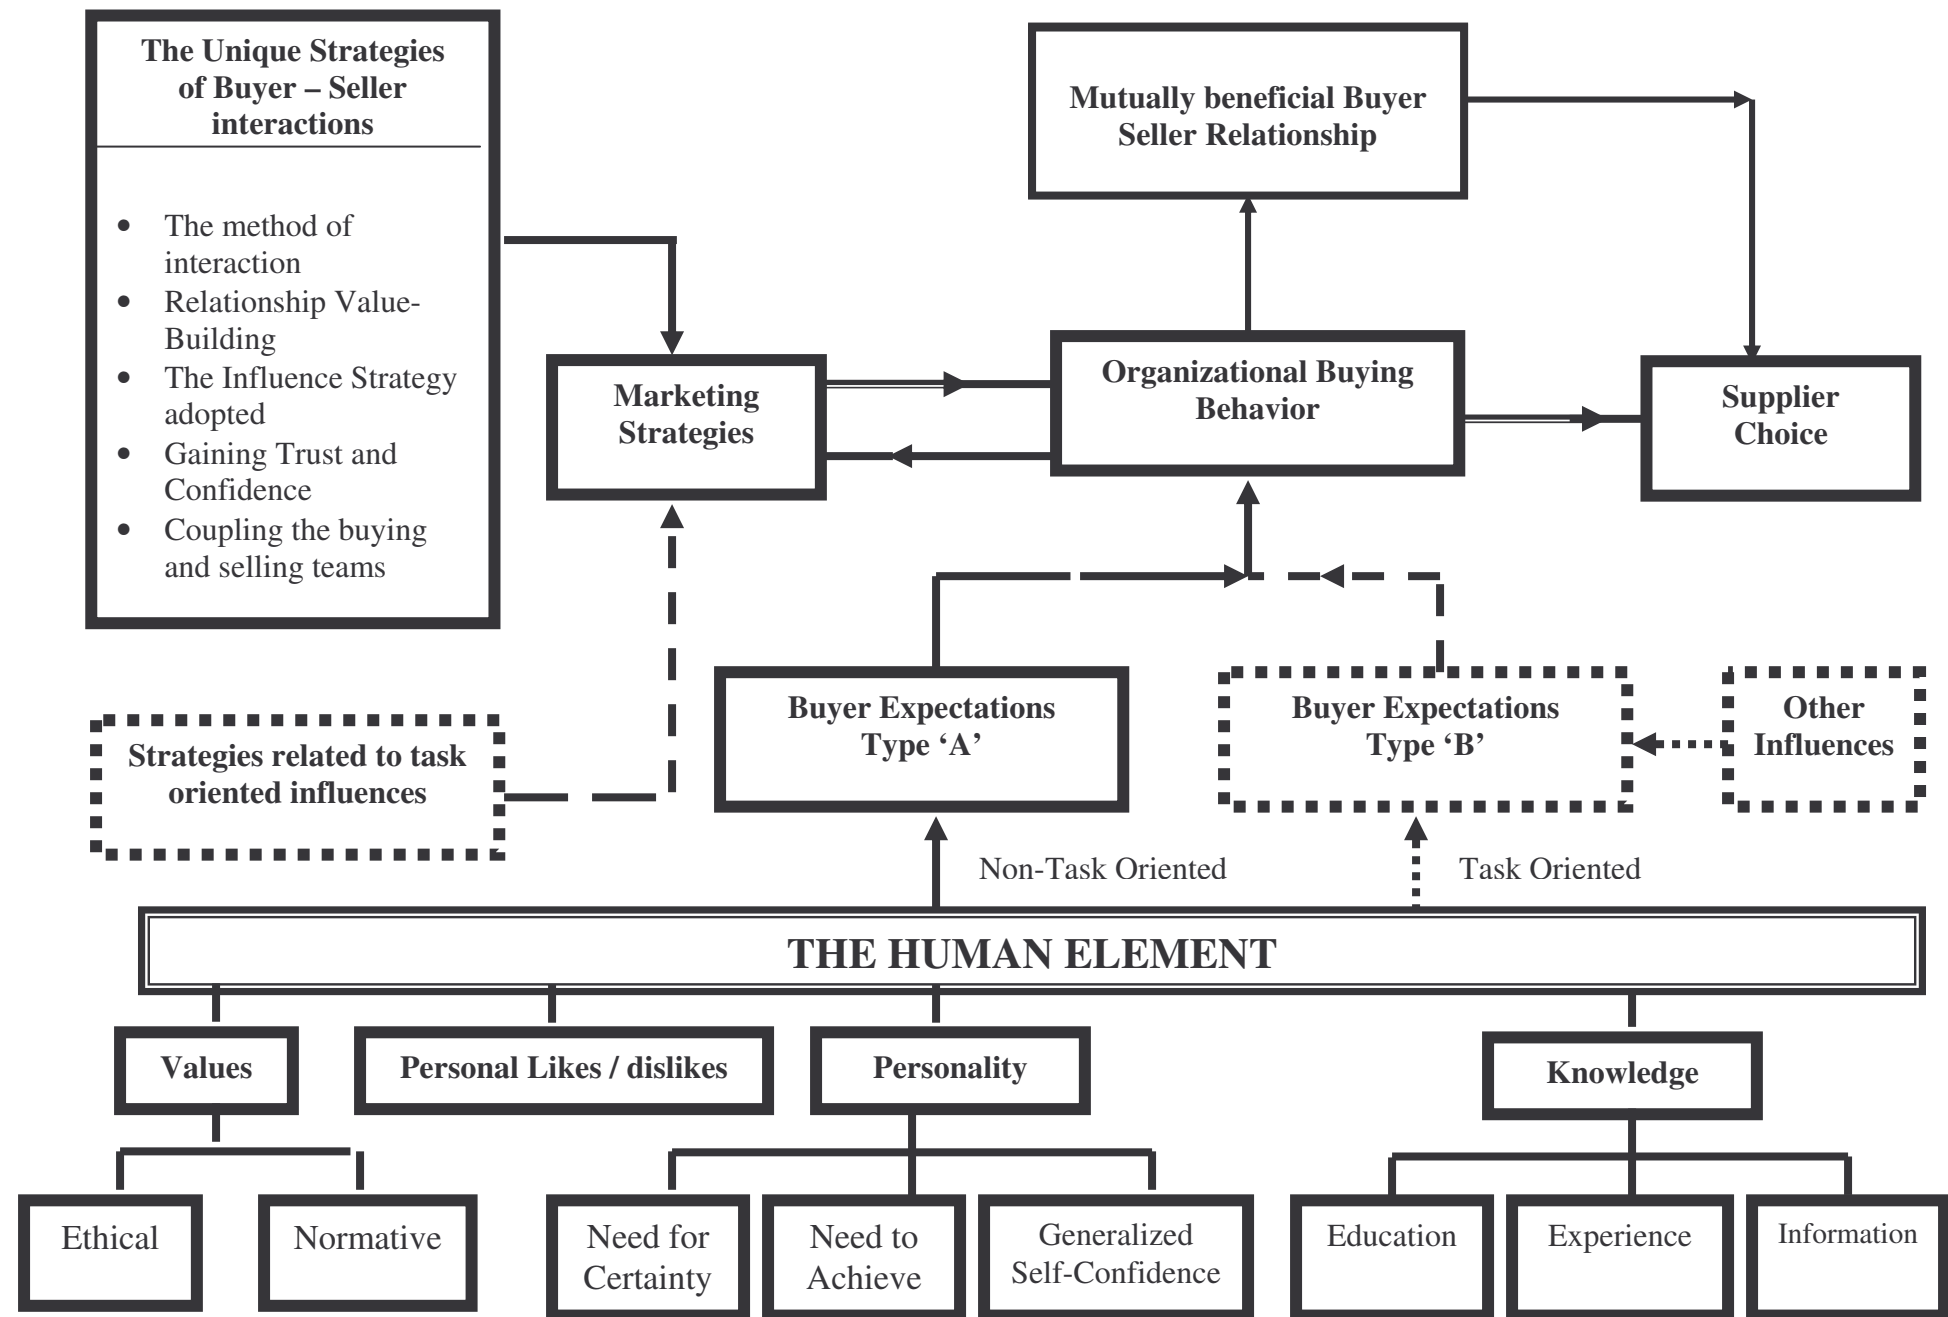 The Unique Strategies
of Buyer – Seller
interactions
• The method of
interaction
• Relationship Value-
Building
• The Influence Strategy
adopted
• Gaining Trust and
Confidence
• Coupling the buying
and selling teams
Mutually beneficial Buyer
Seller Relationship
Marketing
Strategies
Organizational Buying
Behavior
Supplier
Choice
Strategies related to task
oriented influences
Buyer Expectations
Type ‘A’
Buyer Expectations
Type ‘B’
Other
Influences
Non-Task Oriented
Task Oriented
THE HUMAN ELEMENT
Values
Personal Likes / dislikes
Personality
Knowledge
Ethical
Normative
Need for
Certainty
Need to
Achieve
Generalized
Self-Confidence
Education
Experience
Information